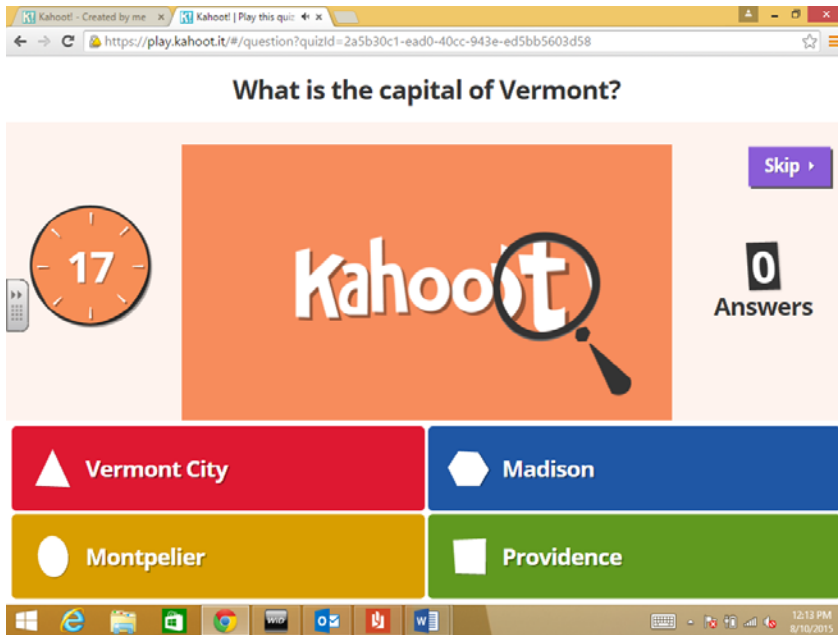 Kahoot! - Created by me
Kahoot! | Play this quiz
https://play.kahoot.it/#/question?quizId=2a5b30c1-ead0-40cc-943e-ed5bb5603d58
What is the capital of Vermont?
Skip
17
Kahoot
0
Answers
Vermont City
Madison
Montpelier
Providence
WiD
12:13 PM
8/10/2015